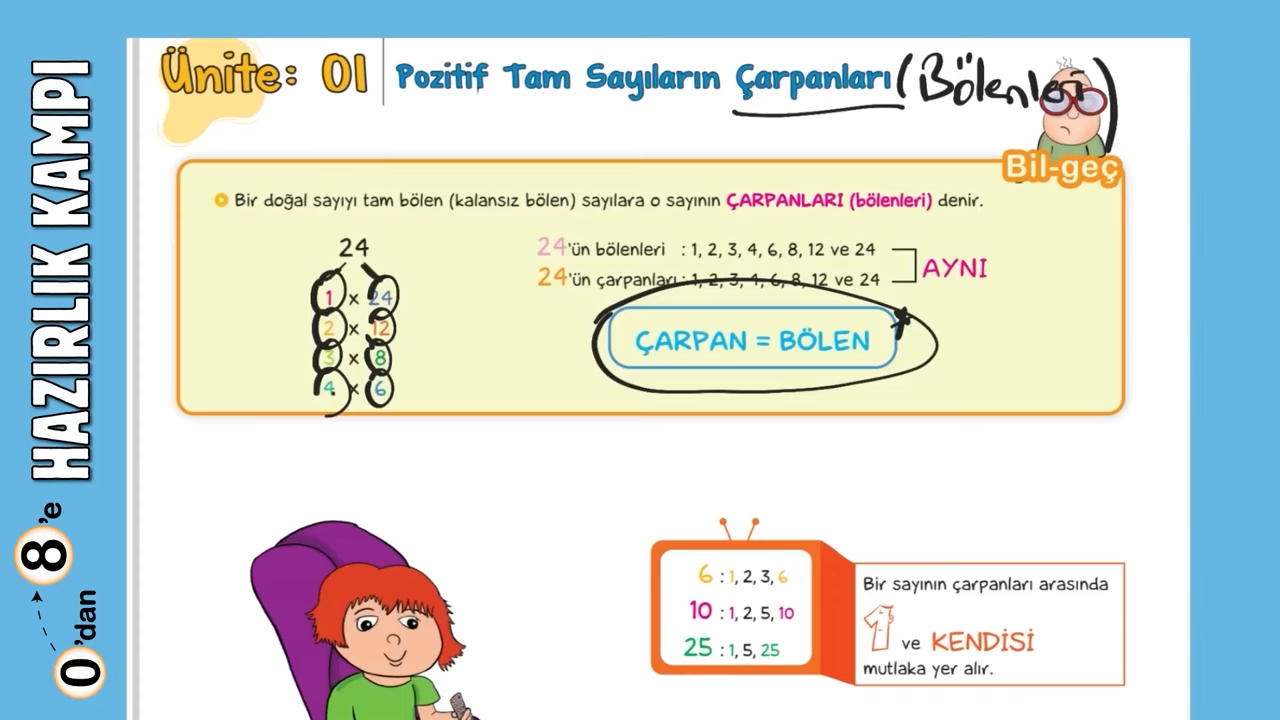 0'dan 8'e HAZIRLIK KAMPI
Ünite: 01 Pozitif Tam Sayıların Çarpanları (Bölenleri)
Bil-geç
Bir doğal sayıyı tam bölen (kalansız bölen) sayılara o sayının ÇARPANLARI (bölenleri) denir.
24
1 x 24
2 x 12
3 x 8
4 x 6
24'ün bölenleri : 1, 2, 3, 4, 6, 8, 12 ve 24
24'ün çarpanları : 1, 2, 3, 4, 6, 8, 12 ve 24
AYNI
ÇARPAN = BÖLEN
6 : 1, 2, 3, 6
10 : 1, 2, 5, 10
25 : 1, 5, 25
Bir sayının çarpanları arasında
1 ve KENDİSİ
mutlaka yer alır.